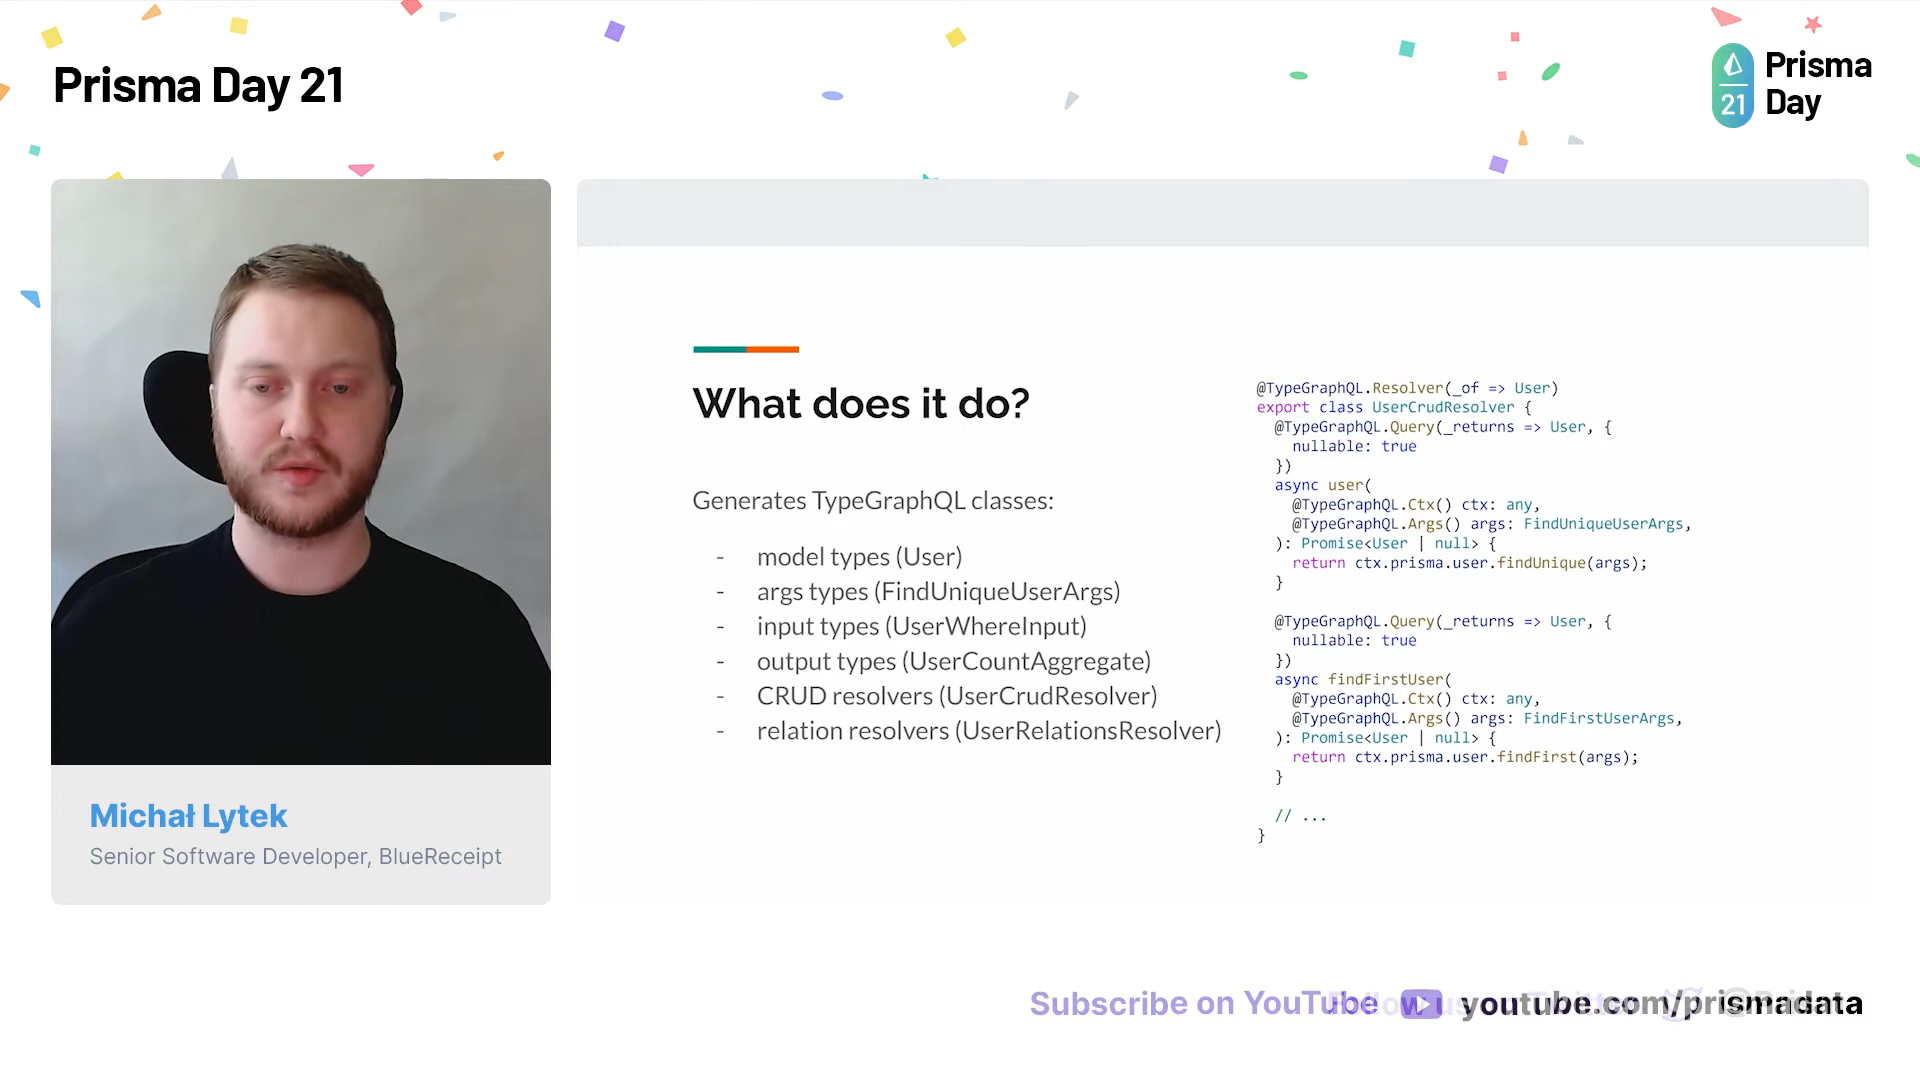 Prisma Day 21
Prisma
Day
21
What does it do?
Generates TypeGraphQL classes:
- model types (User)
- args types (FindUniqueUserArgs)
- input types (UserWhereInput)
- output types (UserCountAggregate)
- CRUD resolvers (UserCrudResolver)
- relation resolvers (UserRelationsResolver)
@TypeGraphQL.Resolver(_of => User)
export class UserCrudResolver {
@TypeGraphQL.Query(_returns => User, {
nullable: true
})
async user(
@TypeGraphQL.Ctx() ctx: any,
@TypeGraphQL.Args() args: FindUniqueUserArgs,
): Promise<User | null> {
return ctx.prisma.user.findUnique(args);
}
@TypeGraphQL.Query(_returns => User, {
nullable: true
})
async findFirstUser(
@TypeGraphQL.Ctx() ctx: any,
@TypeGraphQL.Args() args: FindFirstUserArgs,
): Promise<User | null> {
return ctx.prisma.user.findFirst(args);
}
// ...
}
Michał Lytek
Senior Software Developer, BlueReceipt
Subscribe on YouTube youtube.com/prismadata